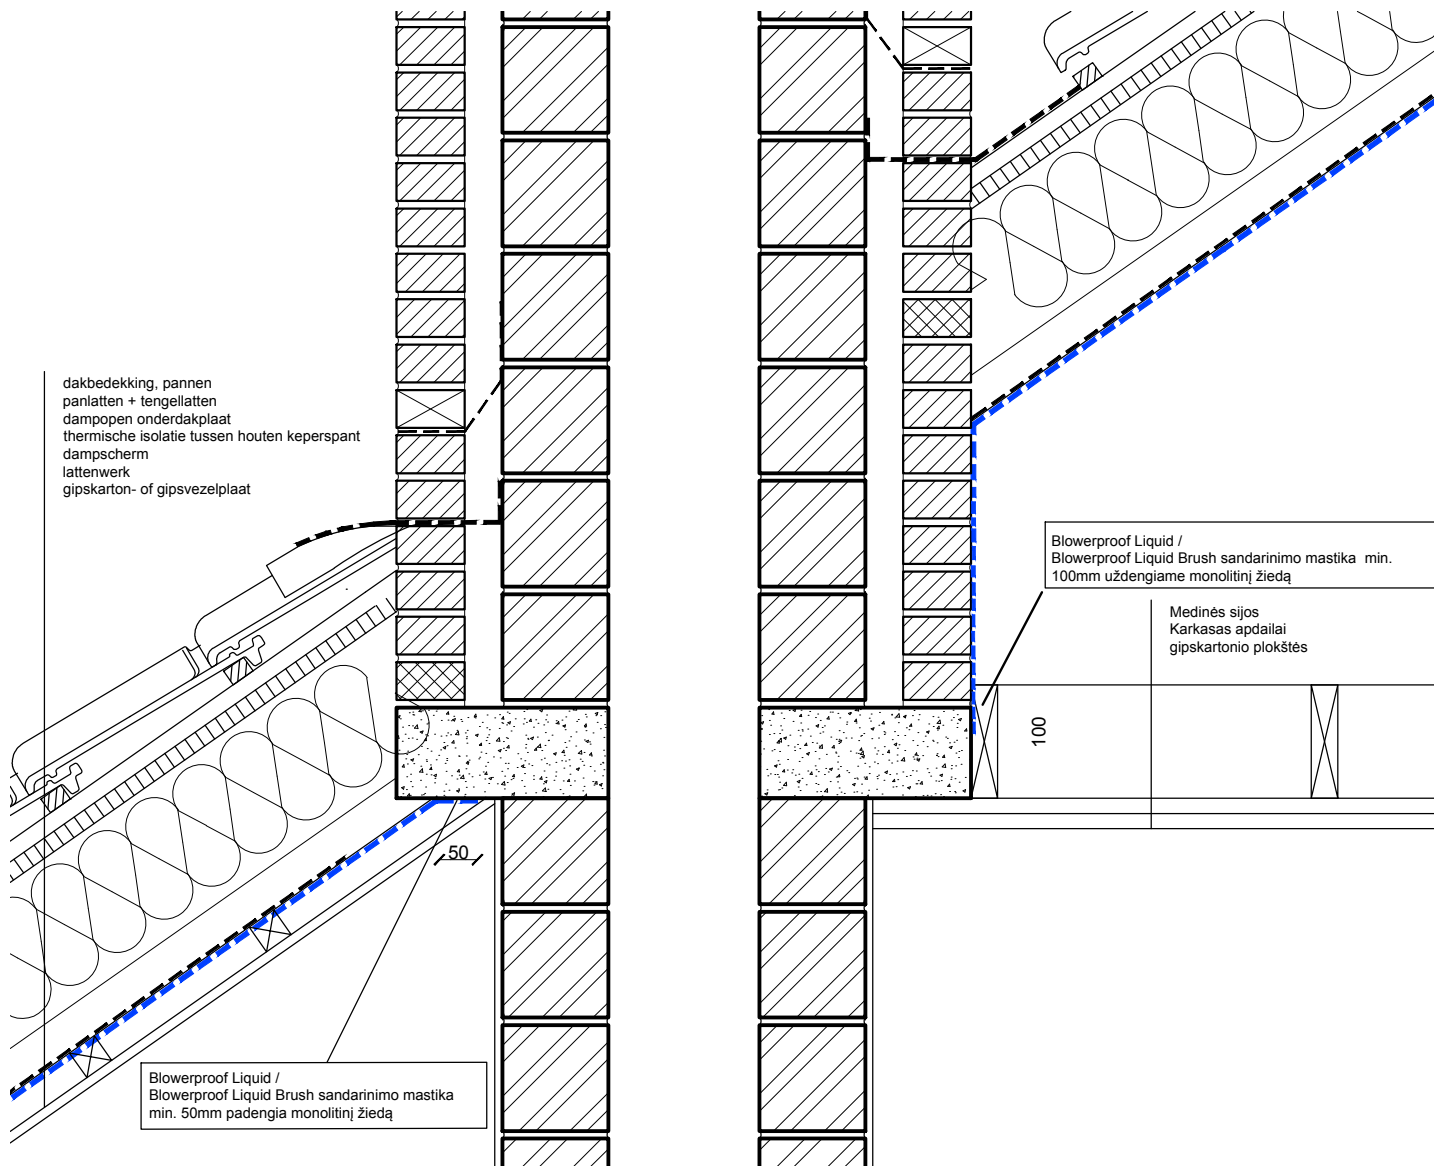 dakbedekking, pannen
panlatten + tengellatten
dampopen onderdakplaat
thermische isolatie tussen houten keperspant
dampscherm
lattenwerk
gipskarton- of gipsvezelplaat
Blowerproof Liquid /
Blowerproof Liquid Brush sandarinimo mastika  min.
100mm uždengiame monolitinį žiedą
Medinės sijos
Karkasas apdailai
gipskartonio plokštės
100
50
Blowerproof Liquid /
Blowerproof Liquid Brush sandarinimo mastika
min. 50mm padengia monolitinį žiedą